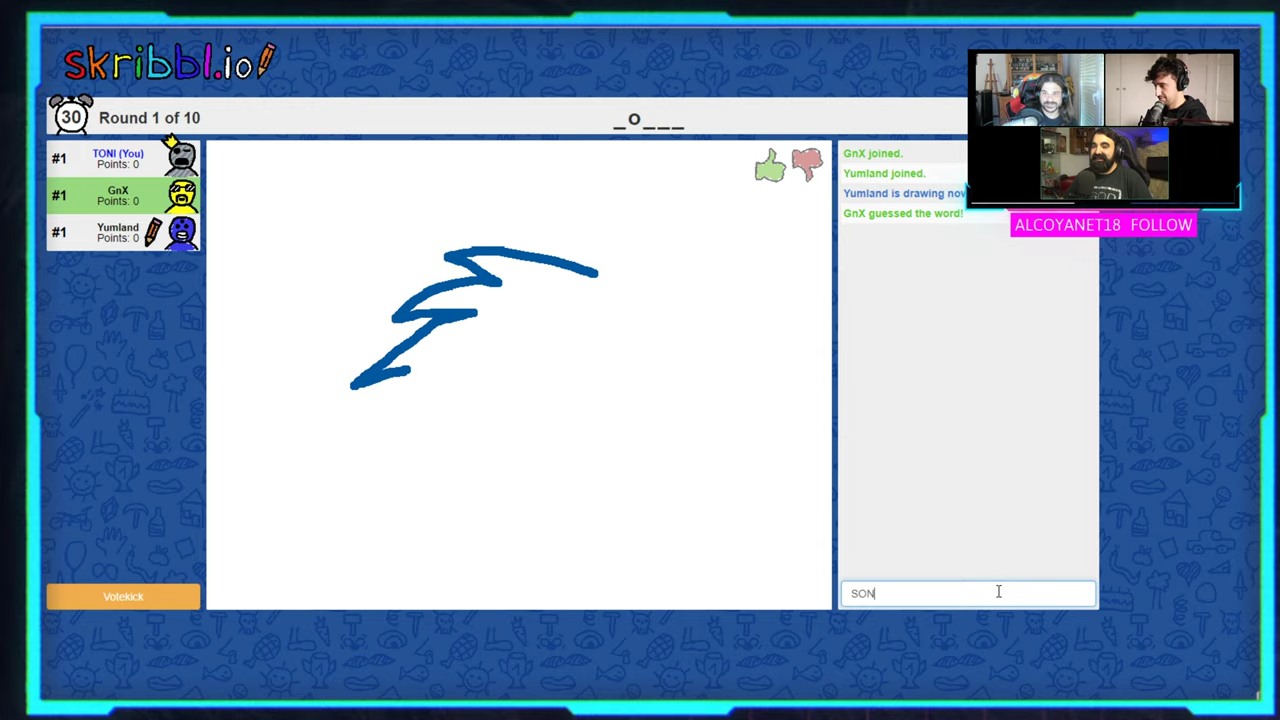 skribbl.io
30
Round 1 of 10
_o___
#1
TONI (You)
Points: 0
#1
GnX
Points: 0
#1
Yumland
Points: 0
GnX joined.
Yumland joined.
Yumland is drawing now
GnX guessed the word!
ALCOYANET18 FOLLOW
SON
Votekick